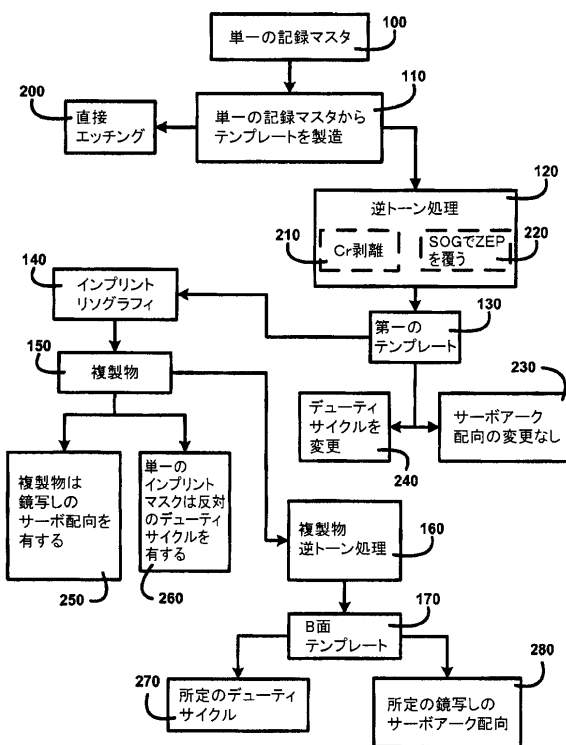 100
単一の記録マスタ
110
200
直接
エッチング
単一の記録マスタから
テンプレートを製造
120
逆トーン処理
210
Cr剥離
SOGでZEP
を覆う
220
140
インプリント
リソグラフィ
130
第一の
テンプレート
150
複製物
230
デューティ
サイクルを
変更
240
サーボアーク
配向の変更なし
複製物は
鏡写しの
サーボ配向を
有する
250
単一の
インプリント
マスクは反対
のデューティ
サイクルを
有する
260
複製物
逆トーン処理
160
170
B面
テンプレート
270
所定のデューティ
サイクル
280
所定の鏡写しの
サーボアーク配向